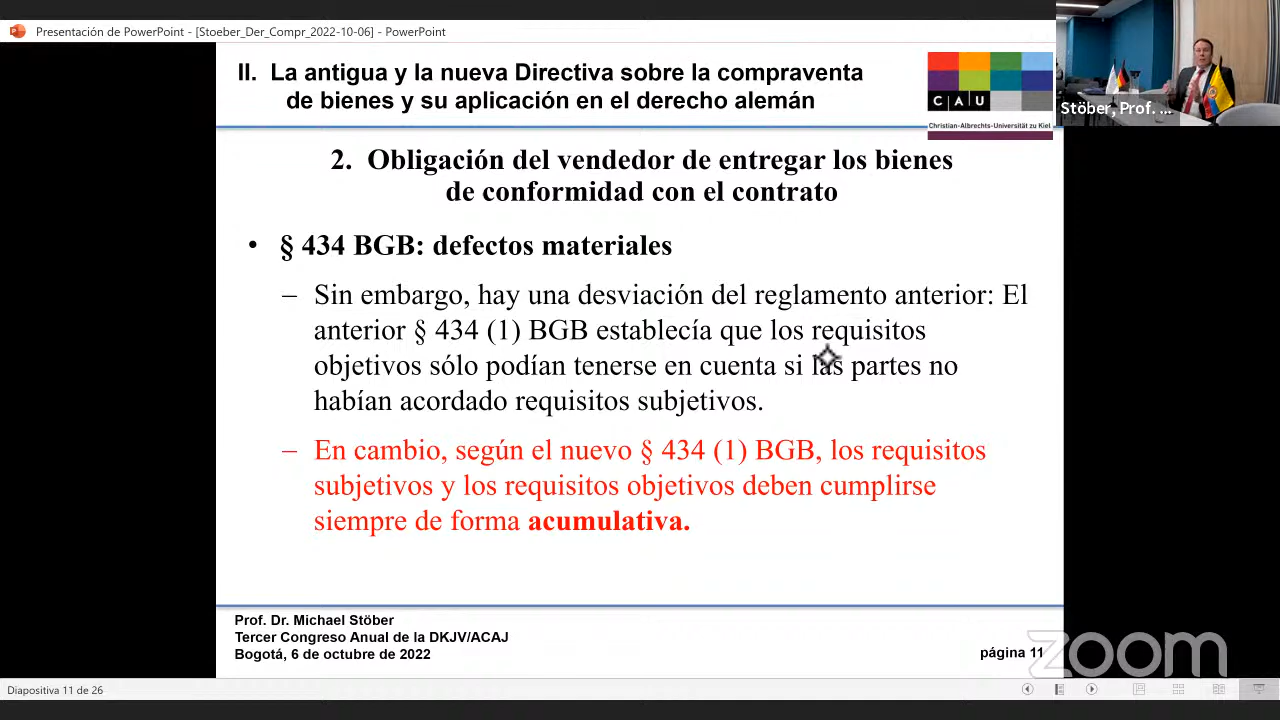 Presentación de PowerPoint - [Stoeber_Der_Compr_2022-10-06] - PowerPoint
II. La antigua y la nueva Directiva sobre la compraventa
de bienes y su aplicación en el derecho alemán
C A U
Christian-Albrechts-Universität zu Kiel
Stöber, Prof. ...
2. Obligación del vendedor de entregar los bienes
de conformidad con el contrato
• § 434 BGB: defectos materiales
– Sin embargo, hay una desviación del reglamento anterior: El
anterior § 434 (1) BGB establecía que los requisitos
objetivos sólo podían tenerse en cuenta si las partes no
habían acordado requisitos subjetivos.
– En cambio, según el nuevo § 434 (1) BGB, los requisitos
subjetivos y los requisitos objetivos deben cumplirse
siempre de forma acumulativa.
Prof. Dr. Michael Stöber
Tercer Congreso Anual de la DKJV/ACAJ
Bogotá, 6 de octubre de 2022
página 11
zoom
Diapositiva 11 de 26